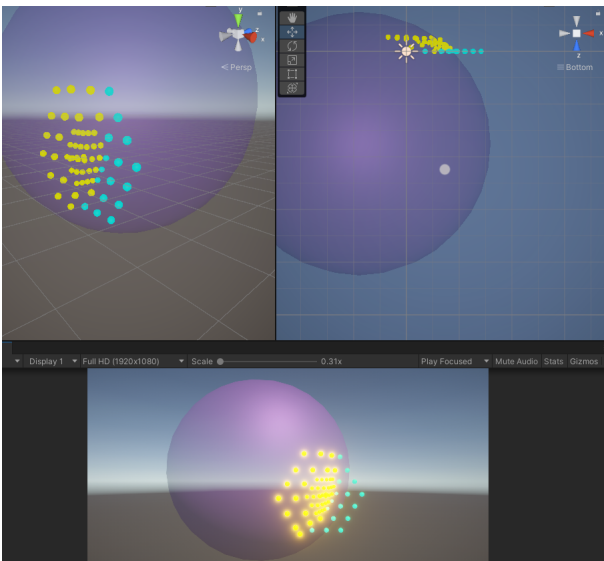 y
x
Persp
x
z
Bottom
Display 1 Full HD (1920x1080) Scale 0.31x Play Focused Mute Audio Stats Gizmos